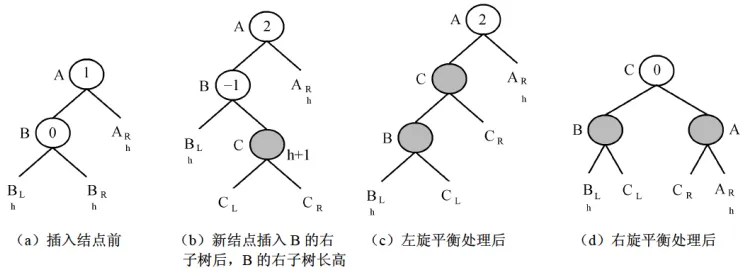 A 1
B 0
A_R
h
B_L
h
B_R
h
(a) 插入结点前
A 2
B -1
A_R
h
B_L
h
C h+1
C_L
C_R
(b) 新结点插入 B 的右
子树后，B 的右子树长高
A 2
C
A_R
h
B
C_R
B_L
h
C_L
(c) 左旋平衡处理后
C 0
B
A
B_L
h
C_L
C_R
A_R
h
(d) 右旋平衡处理后